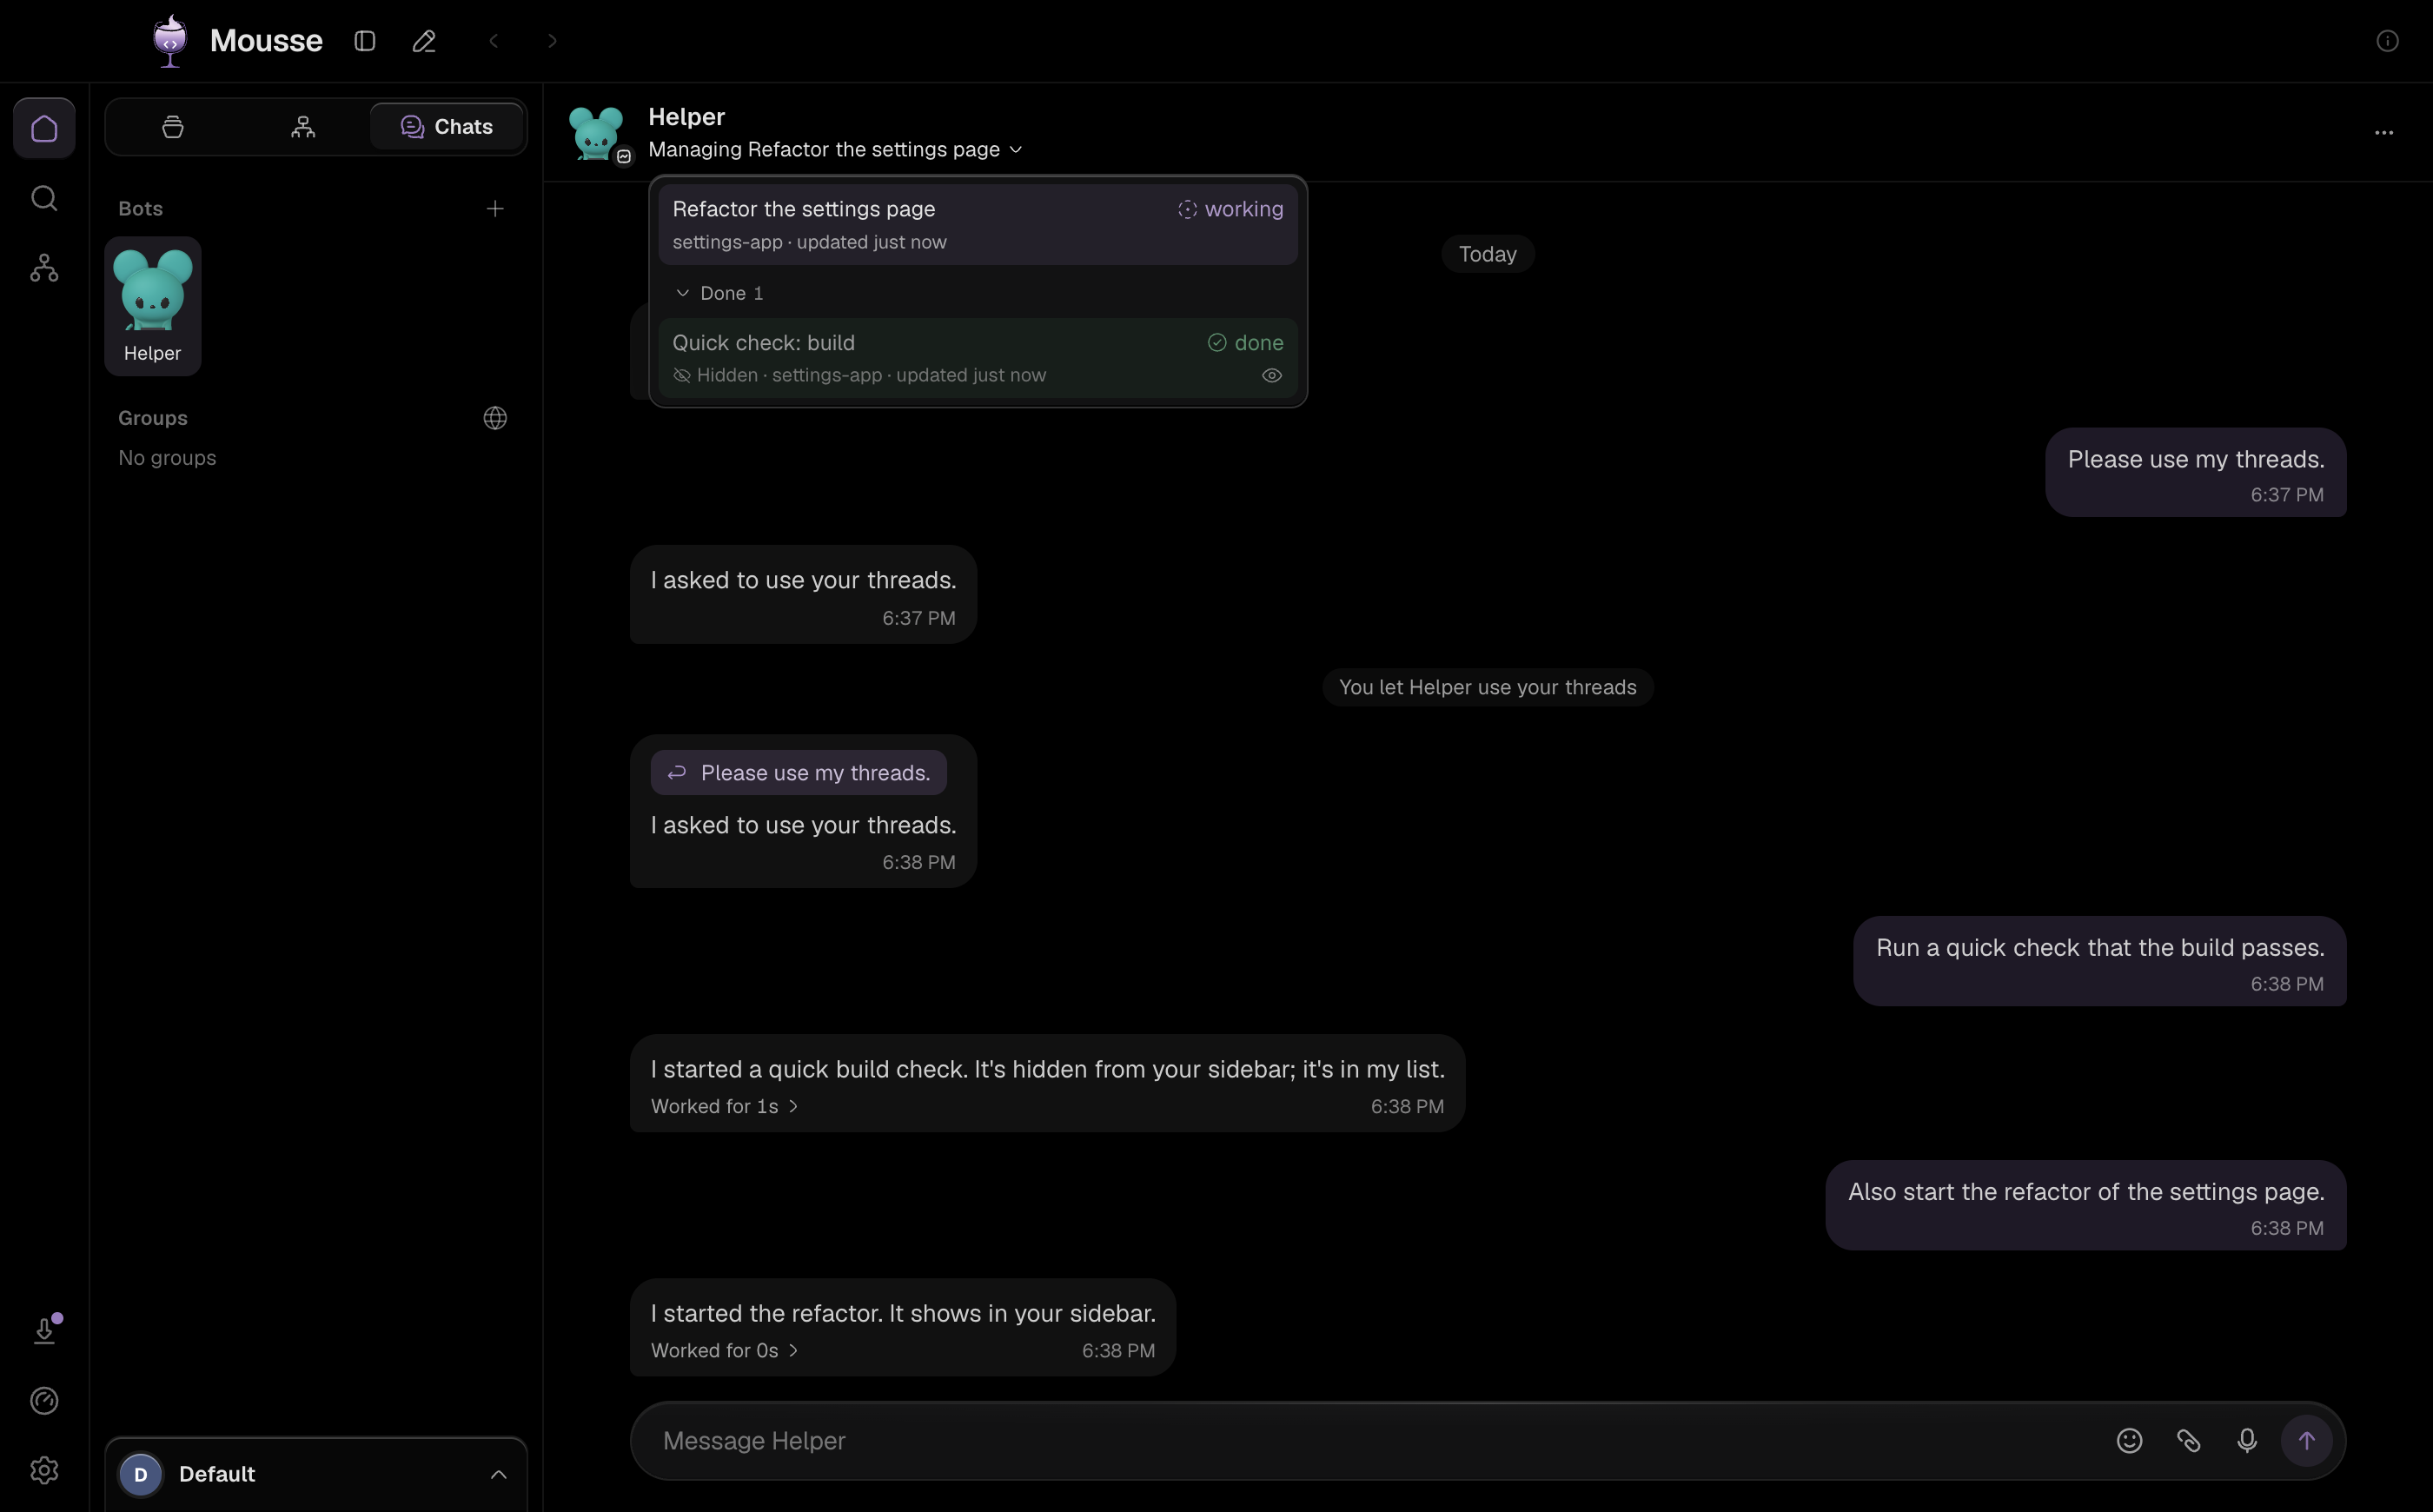 Mousse
Chats
Bots
Helper
Groups
No groups
D
Default
Helper
Managing Refactor the settings page
Refactor the settings page
working
settings-app · updated just now
Done 1
Quick check: build
done
Hidden · settings-app · updated just now
Today
Please use my threads.
6:37 PM
I asked to use your threads.
6:37 PM
You let Helper use your threads
Please use my threads.
I asked to use your threads.
6:38 PM
Run a quick check that the build passes.
6:38 PM
I started a quick build check. It's hidden from your sidebar; it's in my list.
Worked for 1s
6:38 PM
Also start the refactor of the settings page.
6:38 PM
I started the refactor. It shows in your sidebar.
Worked for 0s
6:38 PM
Message Helper